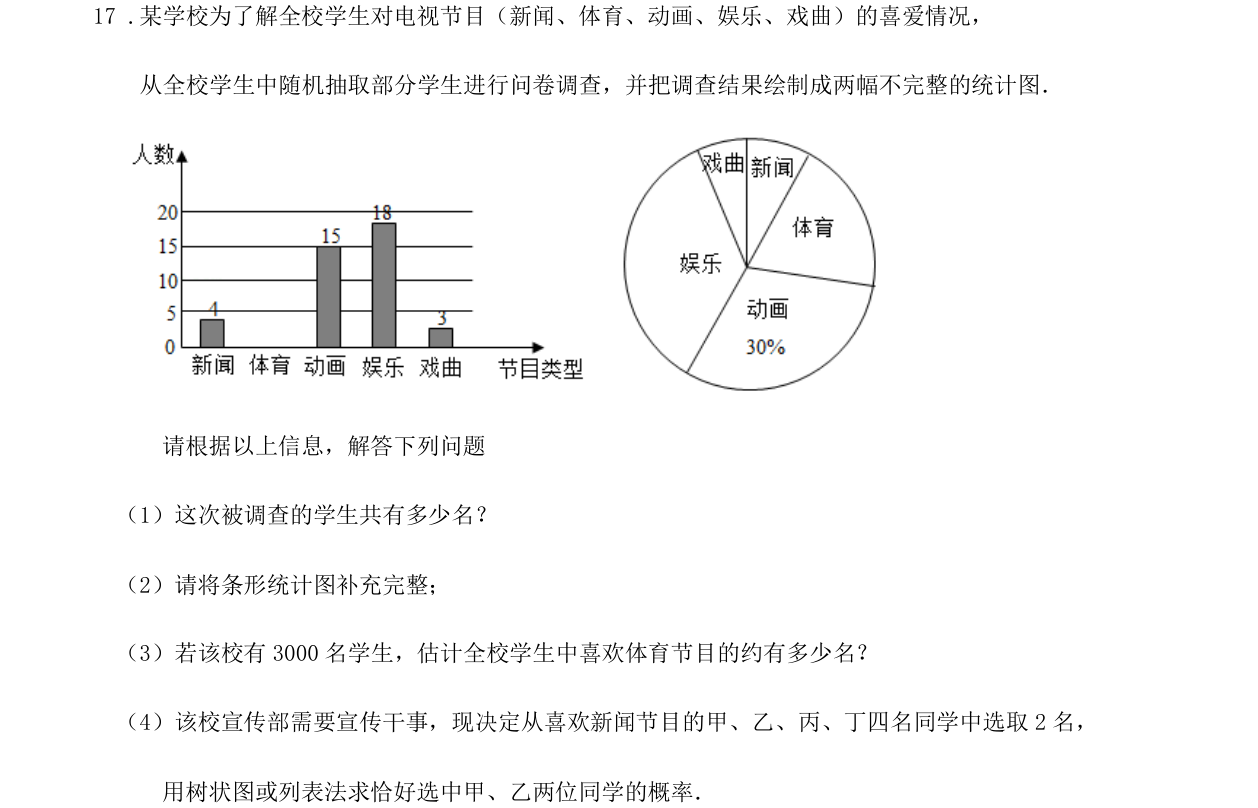 17 .某学校为了解全校学生对电视节目（新闻、体育、动画、娱乐、戏曲）的喜爱情况，
从全校学生中随机抽取部分学生进行问卷调查，并把调查结果绘制成两幅不完整的统计图．
人数
20
15
10
5
0
4
15
18
3
新闻 体育 动画 娱乐 戏曲 节目类型
戏曲 新闻
体育
娱乐
动画
30%
请根据以上信息，解答下列问题
（1）这次被调查的学生共有多少名？
（2）请将条形统计图补充完整；
（3）若该校有 3000 名学生，估计全校学生中喜欢体育节目的约有多少名？
（4）该校宣传部需要宣传干事，现决定从喜欢新闻节目的甲、乙、丙、丁四名同学中选取 2 名，
用树状图或列表法求恰好选中甲、乙两位同学的概率．